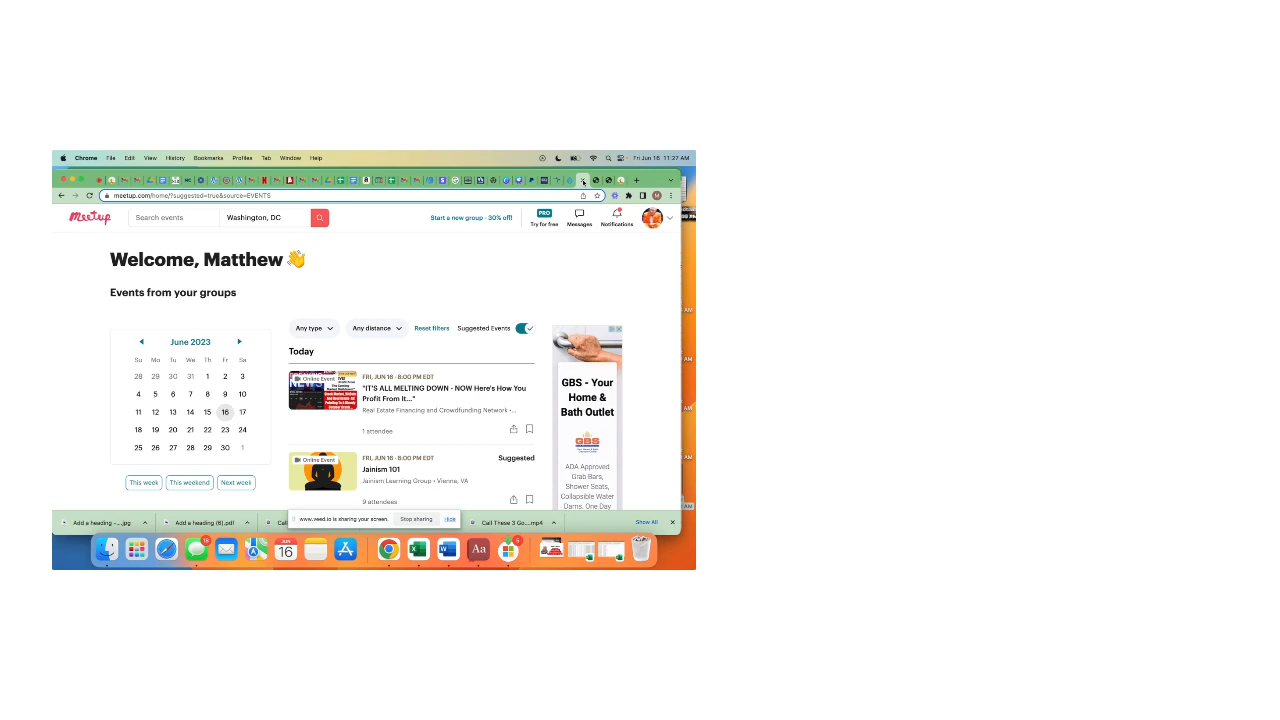 Chrome File Edit View History Bookmarks Profiles Tab Window Help Fri Jun 16 11:27 AM
meetup.com/home/?suggested=true&source=EVENTS
Meetup Search events Washington, DC Start a new group - 30% off! PRO Try for free Messages Notifications
Welcome, Matthew
Events from your groups
Any type Any distance Reset filters Suggested Events
June 2023
Su Mo Tu We Th Fr Sa
28 29 30 31 1 2 3
4 5 6 7 8 9 10
11 12 13 14 15 16 17
18 19 20 21 22 23 24
25 26 27 28 29 30 1
This week This weekend Next week
Today
Online Event
FRI, JUN 16 · 6:00 PM EDT
"IT'S ALL MELTING DOWN - NOW Here's How You
Profit From It..."
Real Estate Financing and Crowdfunding Network -...
1 attendee
Online Event
FRI, JUN 16 · 8:00 PM EDT Suggested
Jainism 101
Jainism Learning Group • Vienna, VA
9 attendees
GBS - Your
Home &
Bath Outlet
GBS
ADA Approved
Grab Bars,
Shower Seats,
Collapsible Water
Dams. One Day
www.veed.io is sharing your screen. Stop sharing Hide
Add a heading -....jpg Add a heading (6).pdf Call Call These 3 Go....mp4 Show All
18 JUN 16 X W Aa 5